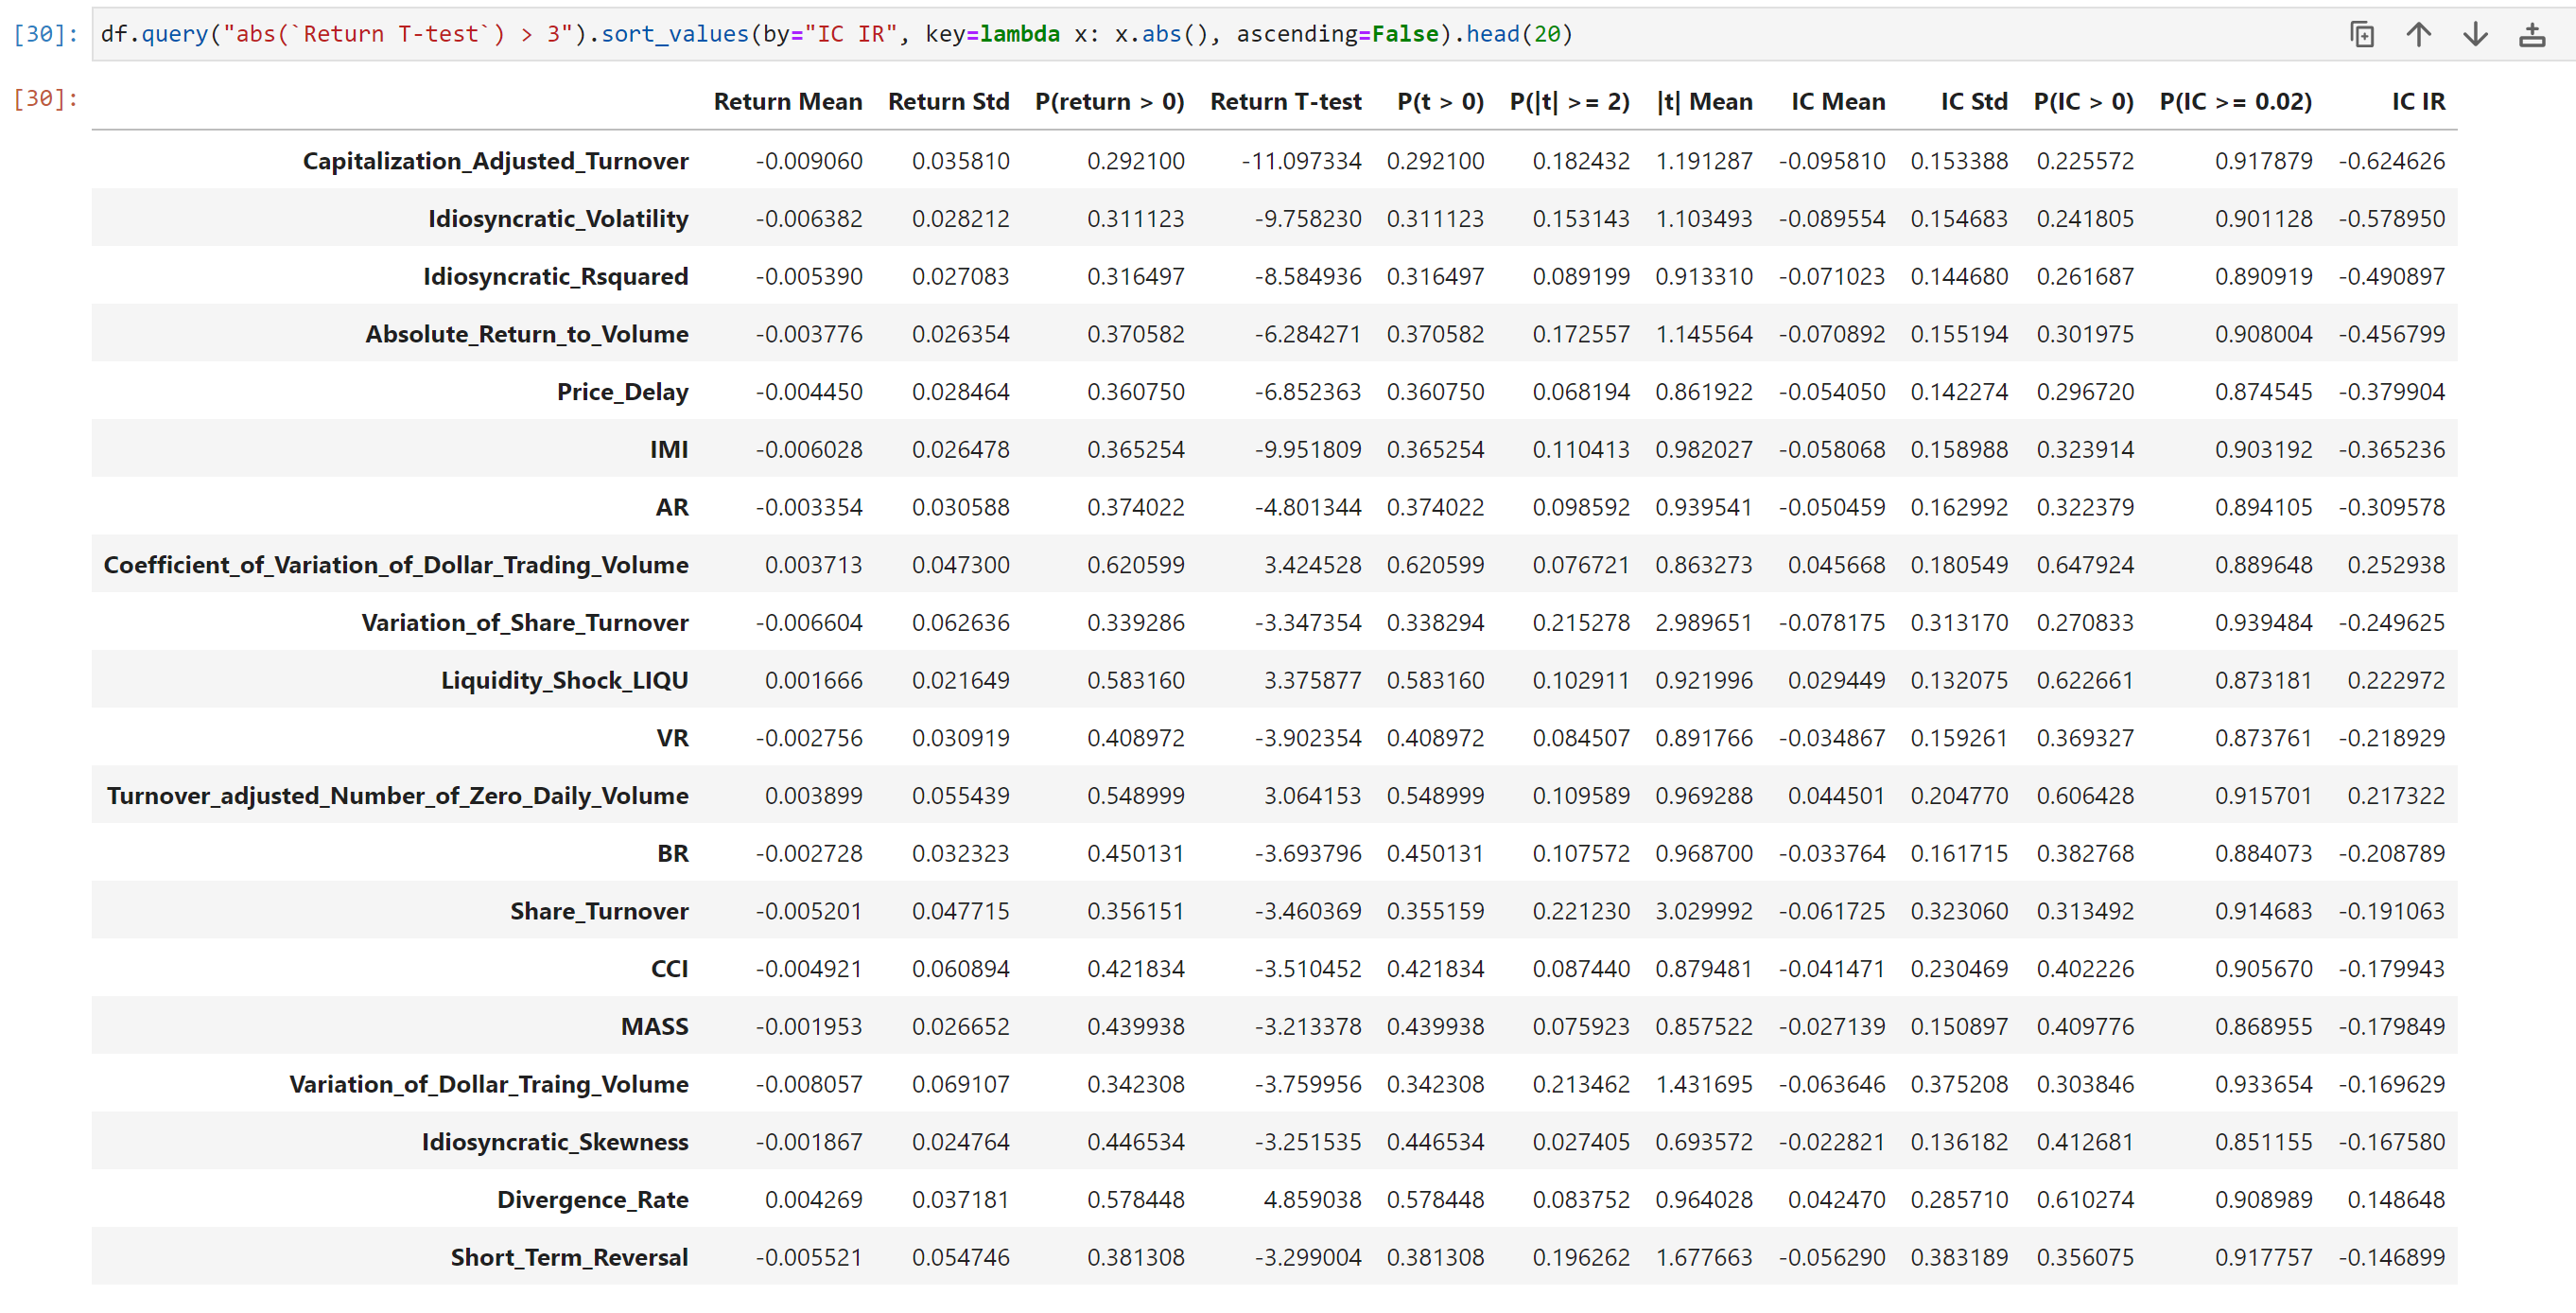 [30]: df.query("abs(`Return T-test`) > 3").sort_values(by="IC IR", key=lambda x: x.abs(), ascending=False).head(20)
[30]: Return Mean Return Std P(return > 0) Return T-test P(t > 0) P(|t| >= 2) |t| Mean IC Mean IC Std P(IC > 0) P(IC >= 0.02) IC IR
Capitalization_Adjusted_Turnover -0.009060 0.035810 0.292100 -11.097334 0.292100 0.182432 1.191287 -0.095810 0.153388 0.225572 0.917879 -0.624626
Idiosyncratic_Volatility -0.006382 0.028212 0.311123 -9.758230 0.311123 0.153143 1.103493 -0.089554 0.154683 0.241805 0.901128 -0.578950
Idiosyncratic_Rsquared -0.005390 0.027083 0.316497 -8.584936 0.316497 0.089199 0.913310 -0.071023 0.144680 0.261687 0.890919 -0.490897
Absolute_Return_to_Volume -0.003776 0.026354 0.370582 -6.284271 0.370582 0.172557 1.145564 -0.070892 0.155194 0.301975 0.908004 -0.456799
Price_Delay -0.004450 0.028464 0.360750 -6.852363 0.360750 0.068194 0.861922 -0.054050 0.142274 0.296720 0.874545 -0.379904
IMI -0.006028 0.026478 0.365254 -9.951809 0.365254 0.110413 0.982027 -0.058068 0.158988 0.323914 0.903192 -0.365236
AR -0.003354 0.030588 0.374022 -4.801344 0.374022 0.098592 0.939541 -0.050459 0.162992 0.322379 0.894105 -0.309578
Coefficient_of_Variation_of_Dollar_Trading_Volume 0.003713 0.047300 0.620599 3.424528 0.620599 0.076721 0.863273 0.045668 0.180549 0.647924 0.889648 0.252938
Variation_of_Share_Turnover -0.006604 0.062636 0.339286 -3.347354 0.338294 0.215278 2.989651 -0.078175 0.313170 0.270833 0.939484 -0.249625
Liquidity_Shock_LIQU 0.001666 0.021649 0.583160 3.375877 0.583160 0.102911 0.921996 0.029449 0.132075 0.622661 0.873181 0.222972
VR -0.002756 0.030919 0.408972 -3.902354 0.408972 0.084507 0.891766 -0.034867 0.159261 0.369327 0.873761 -0.218929
Turnover_adjusted_Number_of_Zero_Daily_Volume 0.003899 0.055439 0.548999 3.064153 0.548999 0.109589 0.969288 0.044501 0.204770 0.606428 0.915701 0.217322
BR -0.002728 0.032323 0.450131 -3.693796 0.450131 0.107572 0.968700 -0.033764 0.161715 0.382768 0.884073 -0.208789
Share_Turnover -0.005201 0.047715 0.356151 -3.460369 0.355159 0.221230 3.029992 -0.061725 0.323060 0.313492 0.914683 -0.191063
CCI -0.004921 0.060894 0.421834 -3.510452 0.421834 0.087440 0.879481 -0.041471 0.230469 0.402226 0.905670 -0.179943
MASS -0.001953 0.026652 0.439938 -3.213378 0.439938 0.075923 0.857522 -0.027139 0.150897 0.409776 0.868955 -0.179849
Variation_of_Dollar_Traing_Volume -0.008057 0.069107 0.342308 -3.759956 0.342308 0.213462 1.431695 -0.063646 0.375208 0.303846 0.933654 -0.169629
Idiosyncratic_Skewness -0.001867 0.024764 0.446534 -3.251535 0.446534 0.027405 0.693572 -0.022821 0.136182 0.412681 0.851155 -0.167580
Divergence_Rate 0.004269 0.037181 0.578448 4.859038 0.578448 0.083752 0.964028 0.042470 0.285710 0.610274 0.908989 0.148648
Short_Term_Reversal -0.005521 0.054746 0.381308 -3.299004 0.381308 0.196262 1.677663 -0.056290 0.383189 0.356075 0.917757 -0.146899